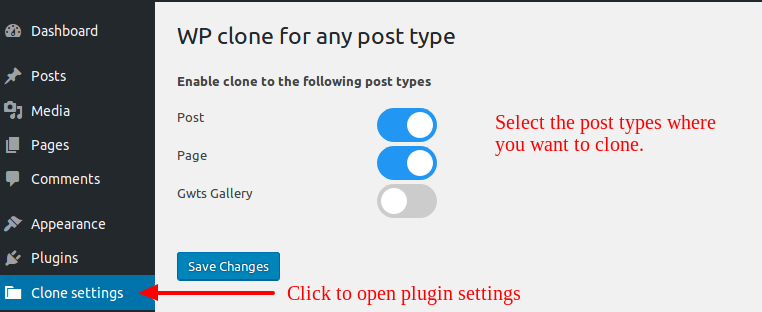 Dashboard
Posts
Media
Pages
Comments
Appearance
Plugins
Clone settings
WP clone for any post type
Enable clone to the following post types
Post
Page
Gwts Gallery
Select the post types where
you want to clone.
Save Changes
Click to open plugin settings